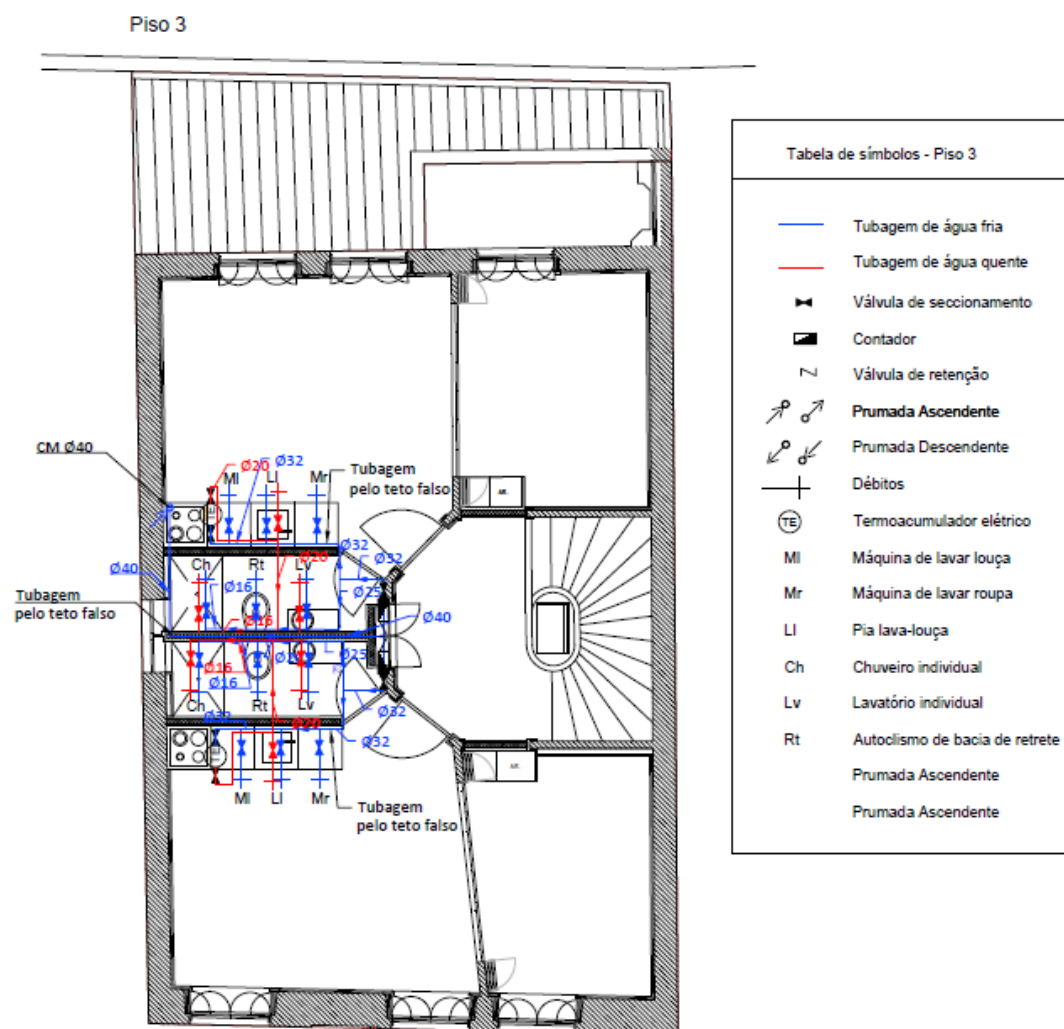 Piso 3
Tabela de símbolos - Piso 3
Tubagem de água fria
Tubagem de água quente
Válvula de seccionamento
Contador
Válvula de retenção
Prumada Ascendente
Prumada Descendente
Débitos
TE
Termoacumulador elétrico
Ml
Máquina de lavar louça
Mr
Máquina de lavar roupa
Ll
Pia lava-louça
Ch
Chuveiro individual
Lv
Lavatório individual
Rt
Autoclismo de bacia de retrete
Prumada Ascendente
Prumada Ascendente
CM Ø40
Ø20
Ø32
Tubagem
pelo teto falso
Ml
Ll
Mr
TE
Ø32
Ø32
Ø40
Ch
Rt
Lv
Ø20
Ø16
Ø25
Tubagem
pelo teto falso
Ø16
Ø40
Ø16
Ø25
Ø16
Ch
Rt
Lv
Ø32
Ø32
Ø20
Ø32
TE
Ml
Ll
Mr
Tubagem
pelo teto falso